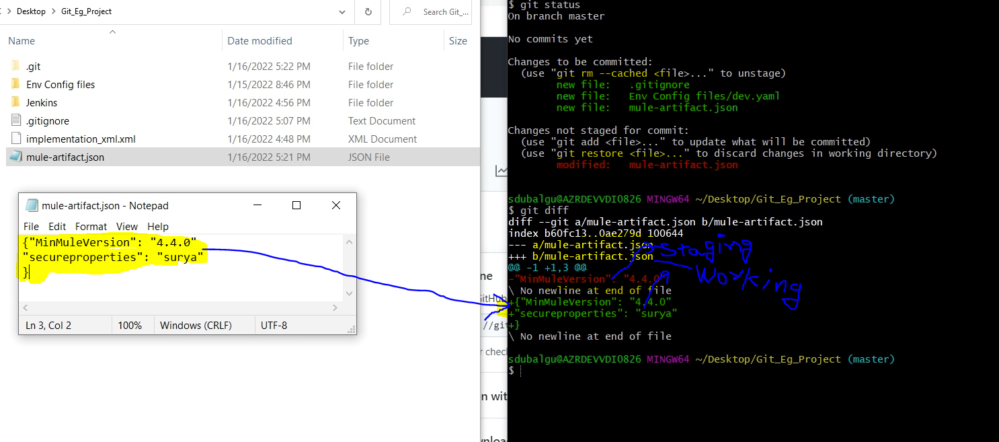 Desktop > Git_Eg_Project
Search Git_...
Name
Date modified
Type
Size
.git 1/16/2022 5:22 PM File folder
Env Config files 1/15/2022 8:46 PM File folder
Jenkins 1/16/2022 4:56 PM File folder
.gitignore 1/16/2022 5:07 PM Text Document
implementation_xml.xml 1/16/2022 4:48 PM XML Document
mule-artifact.json 1/16/2022 5:21 PM JSON File
mule-artifact.json - Notepad
File Edit Format View Help
{"MinMuleVersion": "4.4.0"
"secureproperties": "surya"
}
Ln 3, Col 2 100% Windows (CRLF) UTF-8
$ git status
On branch master
No commits yet
Changes to be committed:
(use "git rm --cached <file>..." to unstage)
new file: .gitignore
new file: Env Config files/dev.yaml
new file: mule-artifact.json
Changes not staged for commit:
(use "git add <file>..." to update what will be committed)
(use "git restore <file>..." to discard changes in working directory)
modified: mule-artifact.json
sdubalgu@AZRDEVVDI0826 MINGW64 ~/Desktop/Git_Eg_Project (master)
$ git diff
diff --git a/mule-artifact.json b/mule-artifact.json
index b60fc13..0ae279d 100644
--- a/mule-artifact.json
+++ b/mule-artifact.json
@@ -1 +1,3 @@
-"MinMuleVersion": "4.4.0"
\ No newline at end of file
+{"MinMuleVersion": "4.4.0"
+"secureproperties": "surya"
+}
\ No newline at end of file
sdubalgu@AZRDEVVDI0826 MINGW64 ~/Desktop/Git_Eg_Project (master)
$
Staging
Working